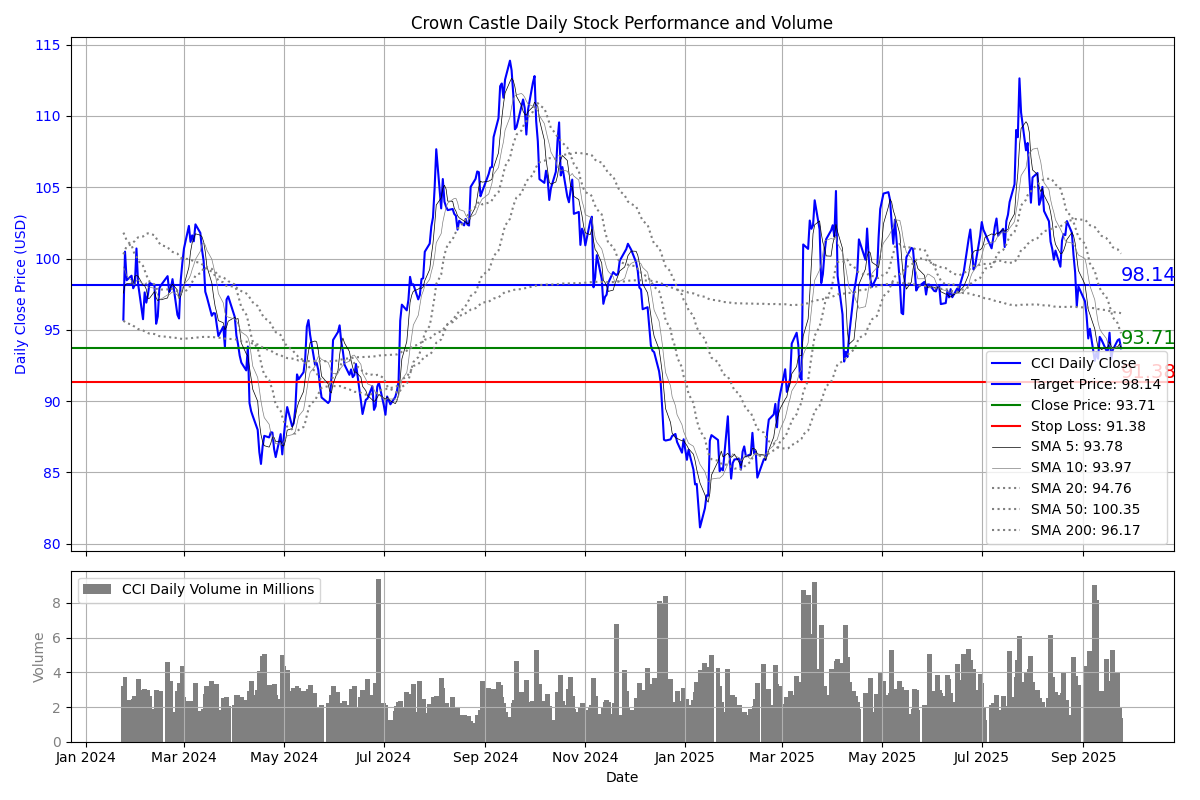 Crown Castle Daily Stock Performance and Volume
115
110
105
100
95
90
85
80
Daily Close Price (USD)
98.14
93.71
91.38
CCI Daily Close
Target Price: 98.14
Close Price: 93.71
Stop Loss: 91.38
SMA 5: 93.78
SMA 10: 93.97
SMA 20: 94.76
SMA 50: 100.35
SMA 200: 96.17
CCI Daily Volume in Millions
8
6
4
2
0
Volume
Jan 2024
Mar 2024
May 2024
Jul 2024
Sep 2024
Nov 2024
Jan 2025
Mar 2025
May 2025
Jul 2025
Sep 2025
Date